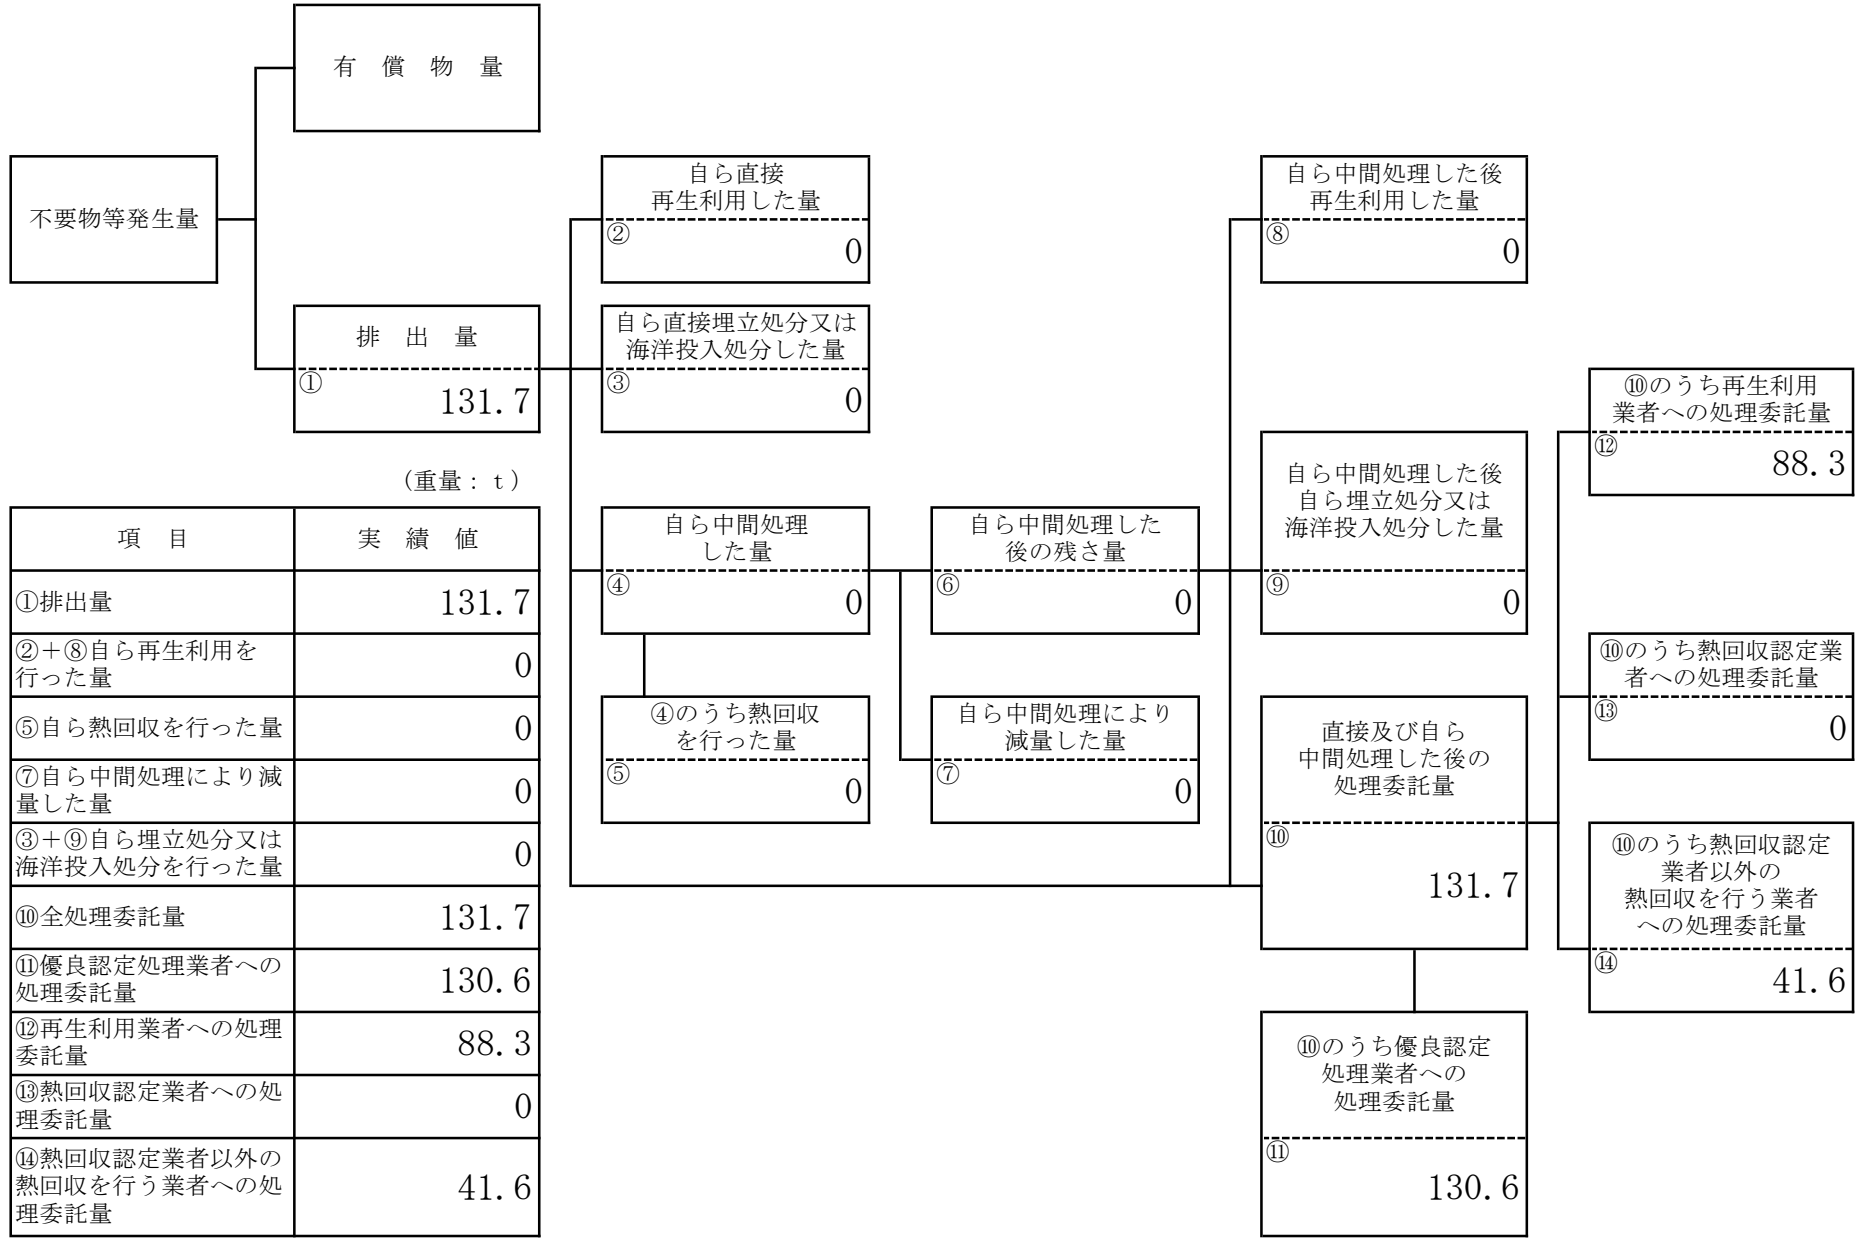 有　償　物　量
不要物等発生量
排　出　量
①
131.7
自ら直接
再生利用した量
②
0
自ら直接埋立処分又は
海洋投入処分した量
③
0
自ら中間処理
した量
④
0
④のうち熱回収
を行った量
⑤
0
自ら中間処理した
後の残さ量
⑥
0
自ら中間処理により
減量した量
⑦
0
自ら中間処理した後
再生利用した量
⑧
0
自ら中間処理した後
自ら埋立処分又は
海洋投入処分した量
⑨
0
直接及び自ら
中間処理した後の
処理委託量
⑩
131.7
⑩のうち優良認定
処理業者への
処理委託量
⑪
130.6
⑩のうち再生利用
業者への処理委託量
⑫
88.3
⑩のうち熱回収認定業
者への処理委託量
⑬
0
⑩のうち熱回収認定
業者以外の
熱回収を行う業者
への処理委託量
⑭
41.6
（重量：ｔ）
項　目　実　績　値
①排出量　131.7
②＋⑧自ら再生利用を
行った量　0
⑤自ら熱回収を行った量　0
⑦自ら中間処理により減
量した量　0
③＋⑨自ら埋立処分又は
海洋投入処分を行った量　0
⑩全処理委託量　131.7
⑪優良認定処理業者への
処理委託量　130.6
⑫再生利用業者への処理
委託量　88.3
⑬熱回収認定業者への処
理委託量　0
⑭熱回収認定業者以外の
熱回収を行う業者への処
理委託量　41.6